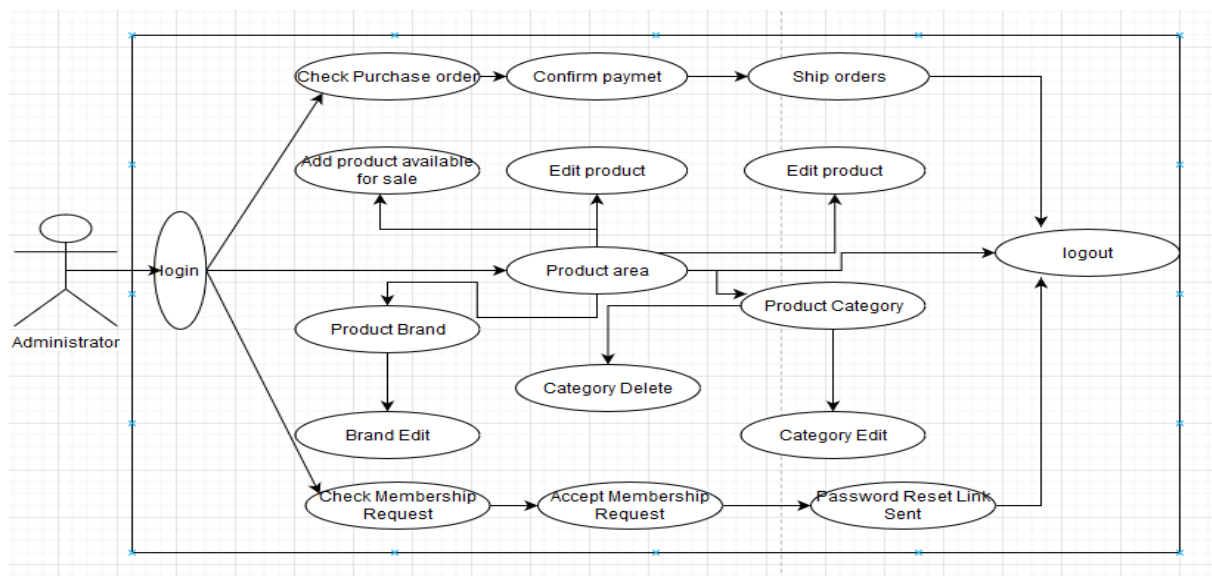 Check Purchase order
Confirm paymet
Ship orders
Add product available
for sale
Edit product
Edit product
login
Product area
logout
Product Category
Product Brand
Administrator
Category Delete
Brand Edit
Category Edit
Check Membership
Request
Accept Membership
Request
Password Reset Link
Sent